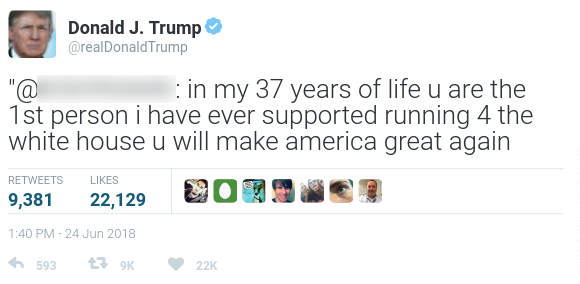 Donald J. Trump
@realDonaldTrump
"@ : in my 37 years of life u are the
1st person i have ever supported running 4 the
white house u will make america great again
RETWEETS LIKES
9,381 22,129
1:40 PM - 24 Jun 2018
593 9K 22K